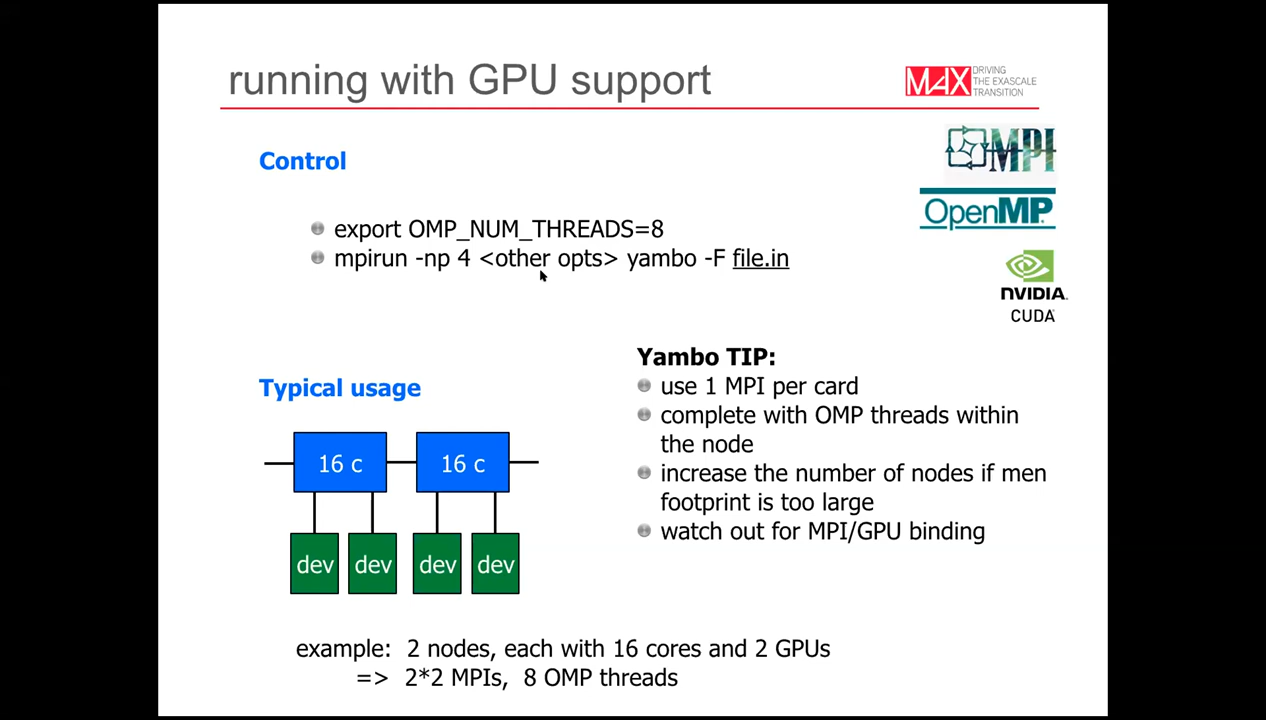 running with GPU support
MAX DRIVING
THE EXASCALE
TRANSITION
MPI
Control
OpenMP
export OMP_NUM_THREADS=8
mpirun -np 4 <other opts> yambo -F file.in
NVIDIA
CUDA
Yambo TIP:
use 1 MPI per card
Typical usage
complete with OMP threads within
the node
16 c 16 c
increase the number of nodes if men
footprint is too large
watch out for MPI/GPU binding
dev dev dev dev
example: 2 nodes, each with 16 cores and 2 GPUs
=> 2*2 MPIs, 8 OMP threads